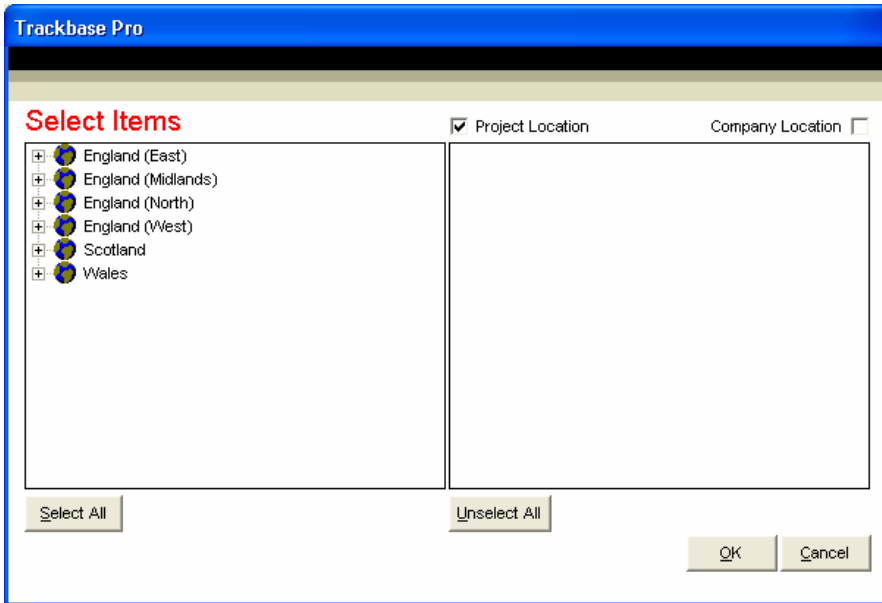 Trackbase Pro
Select Items
Project Location
Company Location
England (East)
England (Midlands)
England (North)
England (West)
Scotland
Wales
Select All
Unselect All
OK
Cancel